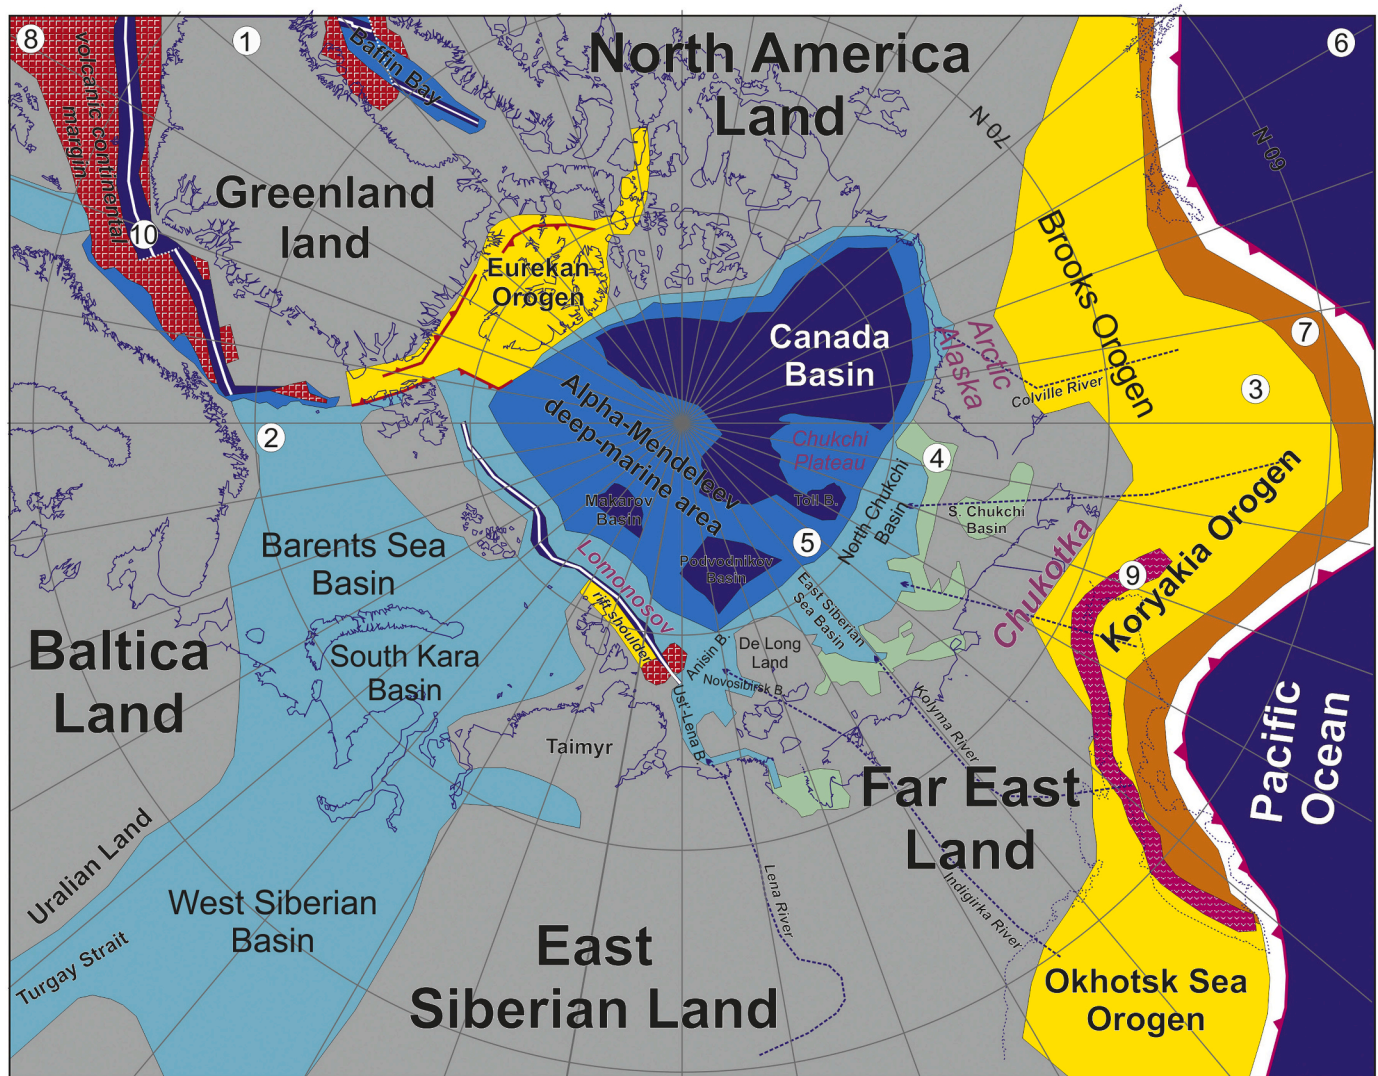 8
1
6
volcanic continental
margin
Baffin Bay
North America
Land
70 N
60 N
Greenland
land
10
Eurekan
Orogen
Brooks Orogen
Canada
Basin
Arctic
Alaska
7
Colville River
3
Alpha-Mendeleev
deep-marine area
2
Chukchi
Plateau
4
Makarov
Basin
Toll B.
North Chukchi
Basin
S. Chukchi
Basin
Koryakia Orogen
5
Barents Sea
Basin
Lomonosov
Podvodnikov
Basin
Chukotka
9
rift shoulder
East Siberian
Sea Basin
Baltica
Land
South Kara
Basin
Anisin B.
De Long
Land
Novosibirsk B.
Ust'-Lena B.
Kolyma River
Pacific
Ocean
Taimyr
Far East
Land
Uralian Land
West Siberian
Basin
Lena River
Indigirka River
Turgay Strait
East
Siberian Land
Okhotsk Sea
Orogen